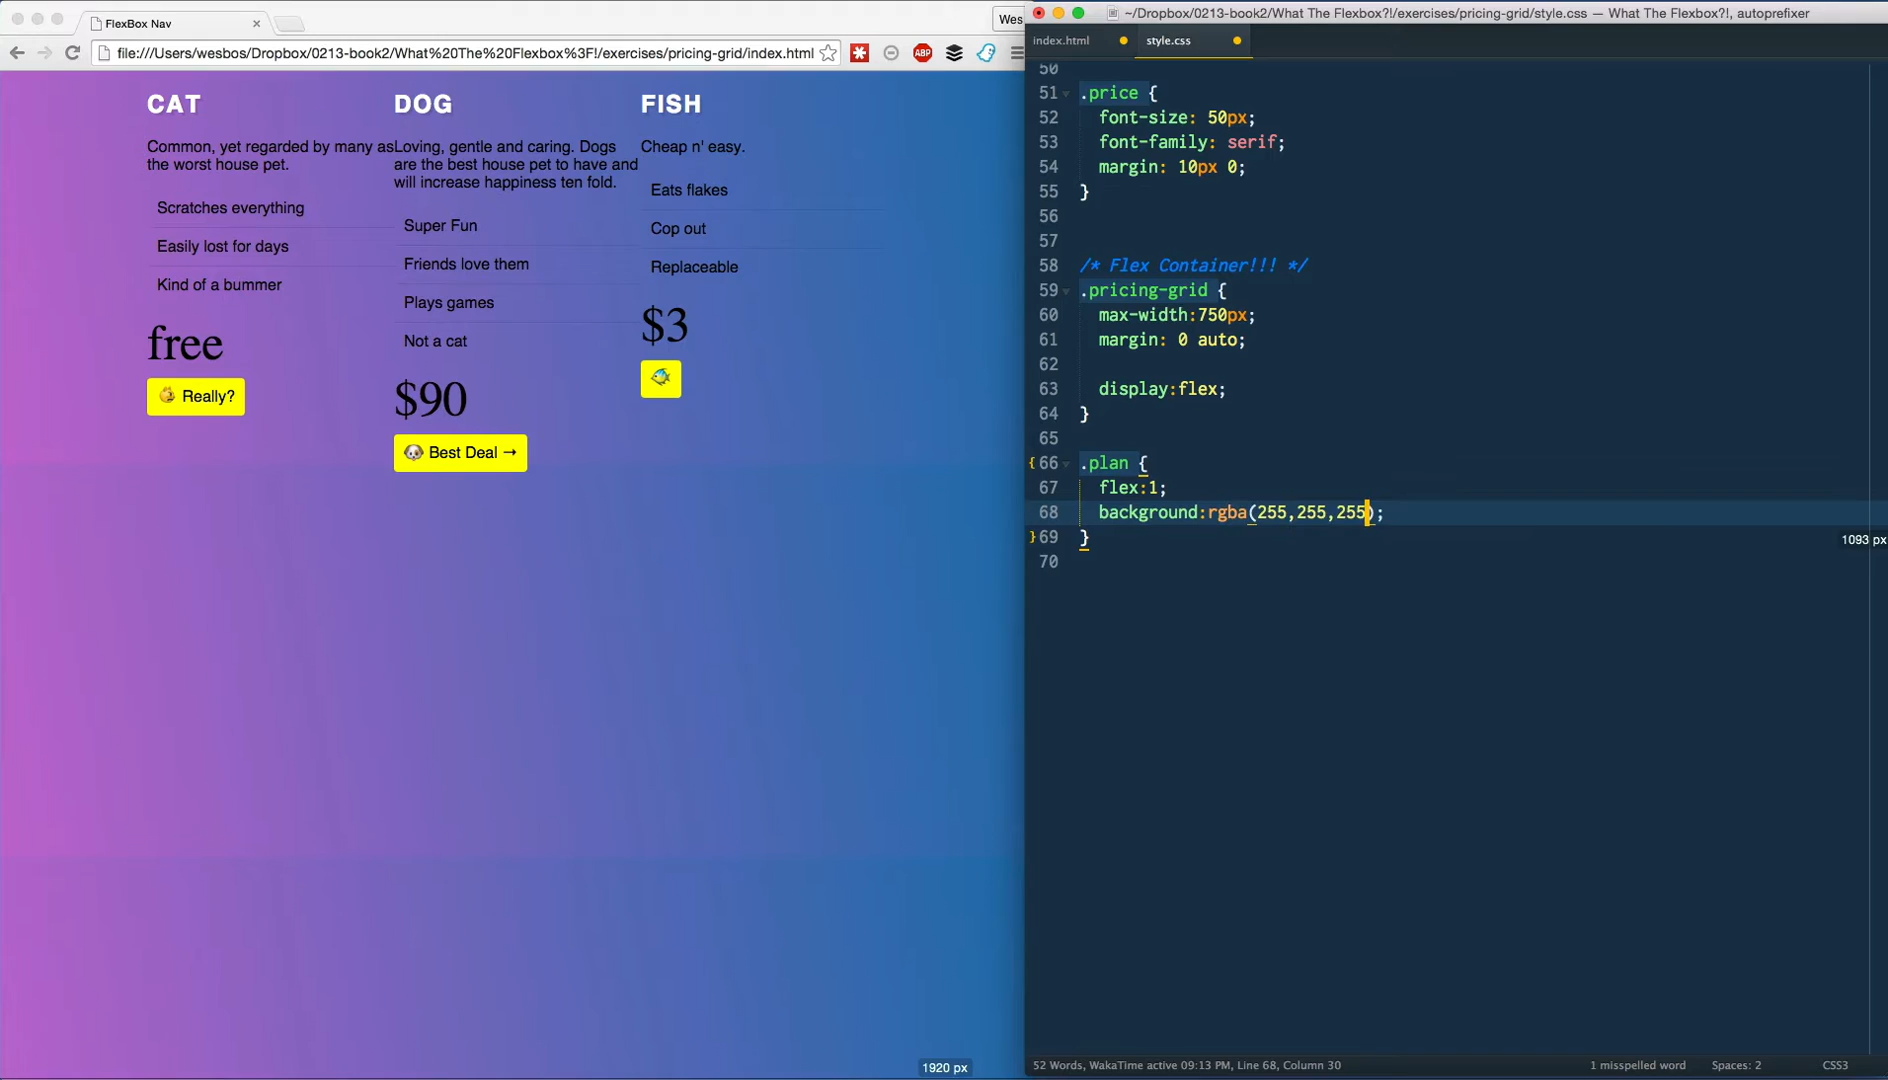 FlexBox Nav
Wes
file:///Users/wesbos/Dropbox/0213-book2/What%20The%20Flexbox%3F!/exercises/pricing-grid/index.html
ABP
CAT
Common, yet regarded by many as
the worst house pet.
Scratches everything
Easily lost for days
Kind of a bummer
free
Really?
DOG
Loving, gentle and caring. Dogs
are the best house pet to have and
will increase happiness ten fold.
Super Fun
Friends love them
Plays games
Not a cat
$90
Best Deal →
FISH
Cheap n' easy.
Eats flakes
Cop out
Replaceable
$3
1920 px
~/Dropbox/0213-book2/What The Flexbox?!/exercises/pricing-grid/style.css — What The Flexbox?!, autoprefixer
index.html
style.css
50
51 .price {
52 font-size: 50px;
53 font-family: serif;
54 margin: 10px 0;
55 }
56
57
58 /* Flex Container!!! */
59 .pricing-grid {
60 max-width:750px;
61 margin: 0 auto;
62
63 display:flex;
64 }
65
66 .plan {
67 flex:1;
68 background:rgba(255,255,255);
69 }
70
1093 px
52 Words, WakaTime active 09:13 PM, Line 68, Column 30
1 misspelled word
Spaces: 2
CSS3